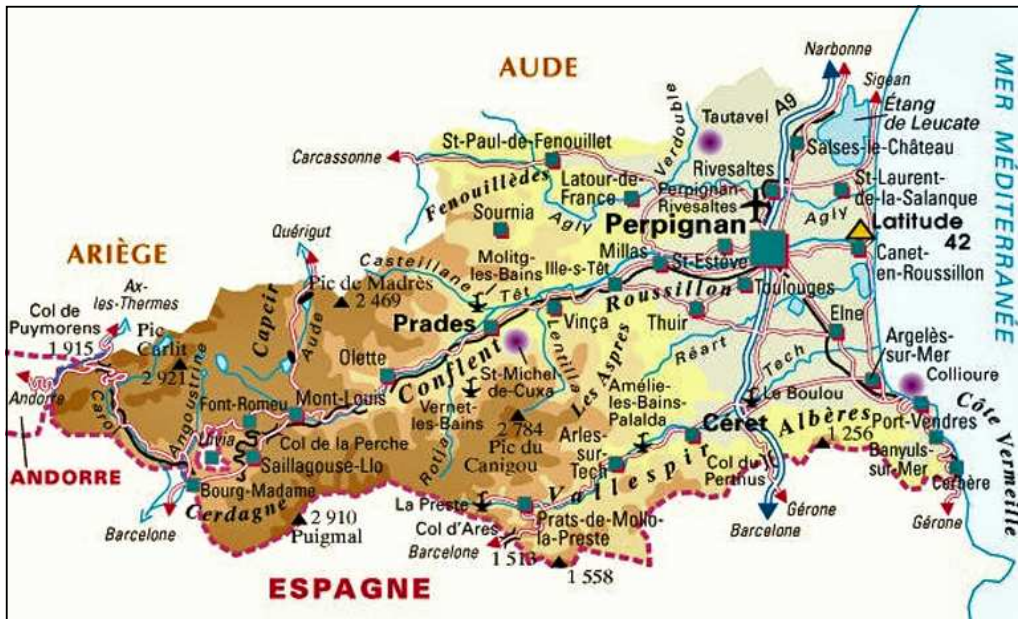 Narbonne
Sigean
AUDE
MER MÉDITERRANÉE
Étang
de Leucate
A9
Tautavel
Verdouble
Salses-le-Château
St-Paul-de-Fenouillet
Carcassonne
Fenouillèdes
Latour-de-
France
Rivesaltes
Perpignan-
Rivesaltes
St-Laurent-
de-la-Salanque
Agly
Agly
Sournia
Perpignan
Latitude
42
Quérigut
ARIÈGE
Castellane
Molitg-
les-Bains
Ille-s-Têt
Millas
St-Estève
Canet-
en-Roussillon
Ax-
les-Thermes
Pic de Madrès
2 469
Têt
Roussillon
Toulouges
Col de
Puymorens
1 915
Pic
Carlit
2 921
Capcir
Aude
Prades
Vinça
Thuir
Elne
Argelès-
sur-Mer
Olette
Conflent
Lentilla
Les Aspres
Réart
Tech
Collioure
Andorre
Carol
Angoustrine
Font-Romeu
Mont-Louis
St-Michel
de-Cuxa
Vernet-
les-Bains
Amélie-
les-Bains-
Palalda
Le Boulou
Port-Vendres
Côte Vermeille
Llivia
Col de la Perche
2 784
Pic du
Canigou
Arles-
sur-
Tech
Céret
Albères
1 256
Banyuls-
sur-Mer
ANDORRE
Saillagouse-Llo
Rotja
Vallespir
Col du
Perthus
Cerbère
Bourg-Madame
Cerdagne
La Preste
Prats-de-Mollo-
la-Preste
Barcelone
2 910
Puigmal
Col d'Ares
Barcelone
1 513
1 558
Barcelone
Gérone
Gérone
ESPAGNE